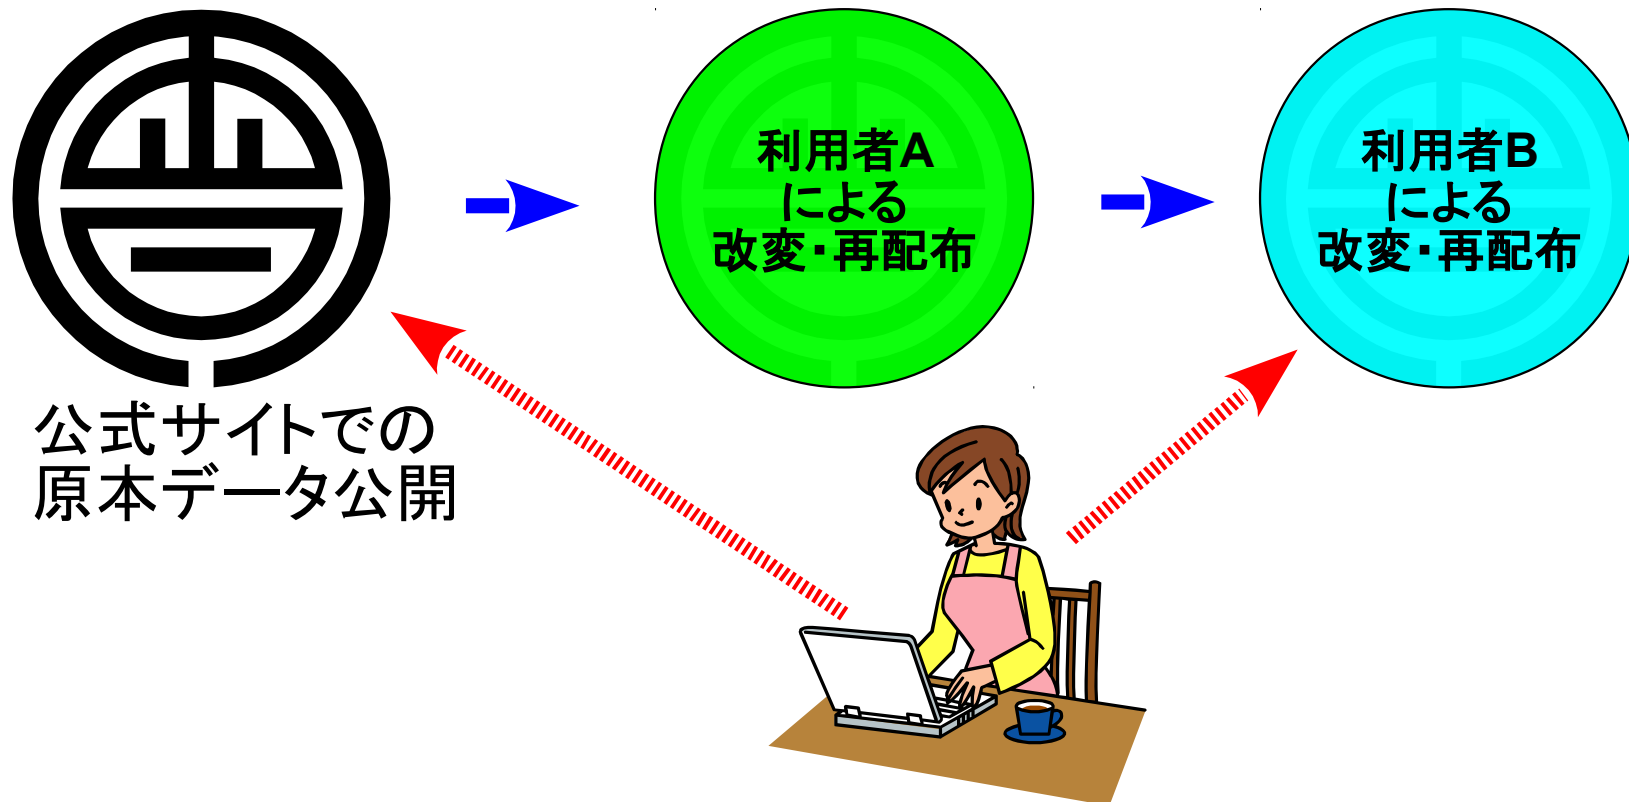 利用者A
による
改変・再配布
利用者B
による
改変・再配布
公式サイトでの
原本データ公開